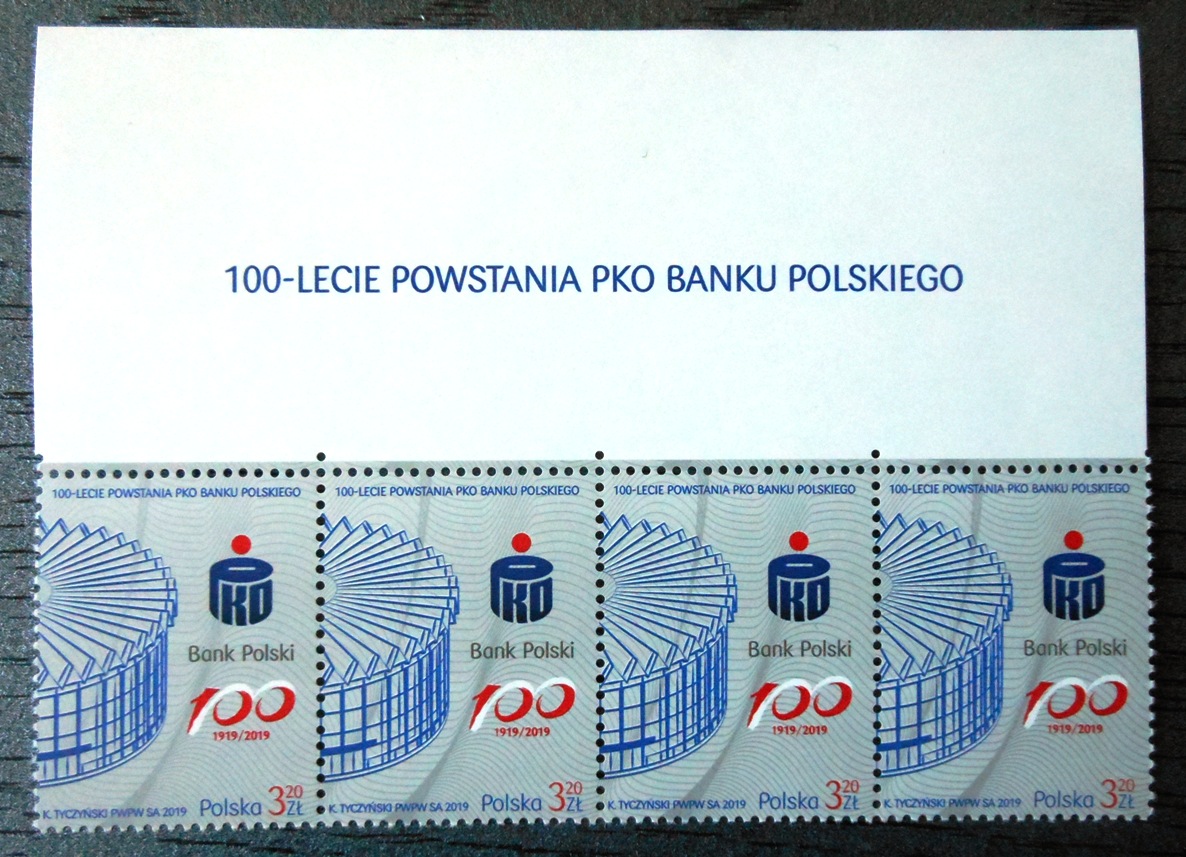 100-LECIE POWSTANIA PKO BANKU POLSKIEGO
100-LECIE POWSTANIA PKO BANKU POLSKIEGO
PKO
Bank Polski
100
1919/2019
K. TYCZYŃSKI PWPW SA 2019
Polska 3 20 ZŁ
100-LECIE POWSTANIA PKO BANKU POLSKIEGO
PKO
Bank Polski
100
1919/2019
K. TYCZYŃSKI PWPW SA 2019
Polska 3 20 ZŁ
100-LECIE POWSTANIA PKO BANKU POLSKIEGO
PKO
Bank Polski
100
1919/2019
K. TYCZYŃSKI PWPW SA 2019
Polska 3 20 ZŁ
100-LECIE POWSTANIA PKO BANKU POLSKIEGO
PKO
Bank Polski
100
1919/2019
K. TYCZYŃSKI PWPW SA 2019
Polska 3 20 ZŁ